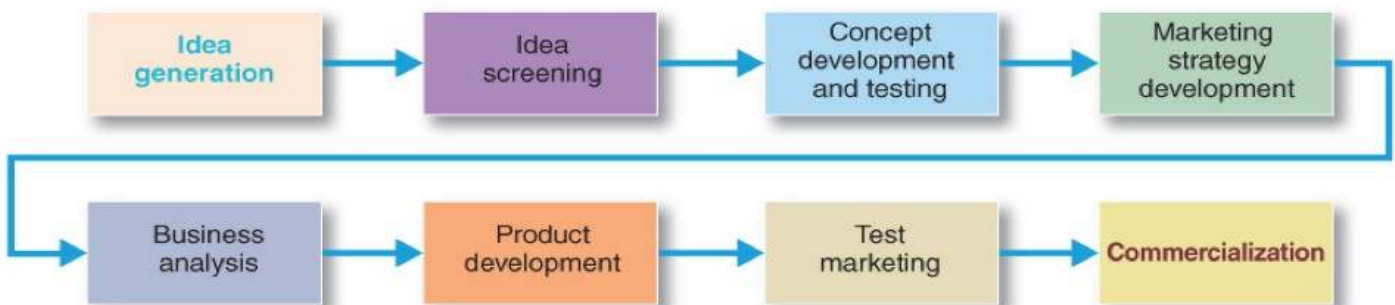 Idea
generation
Idea
screening
Concept
development
and testing
Marketing
strategy
development
Business
analysis
Product
development
Test
marketing
Commercialization